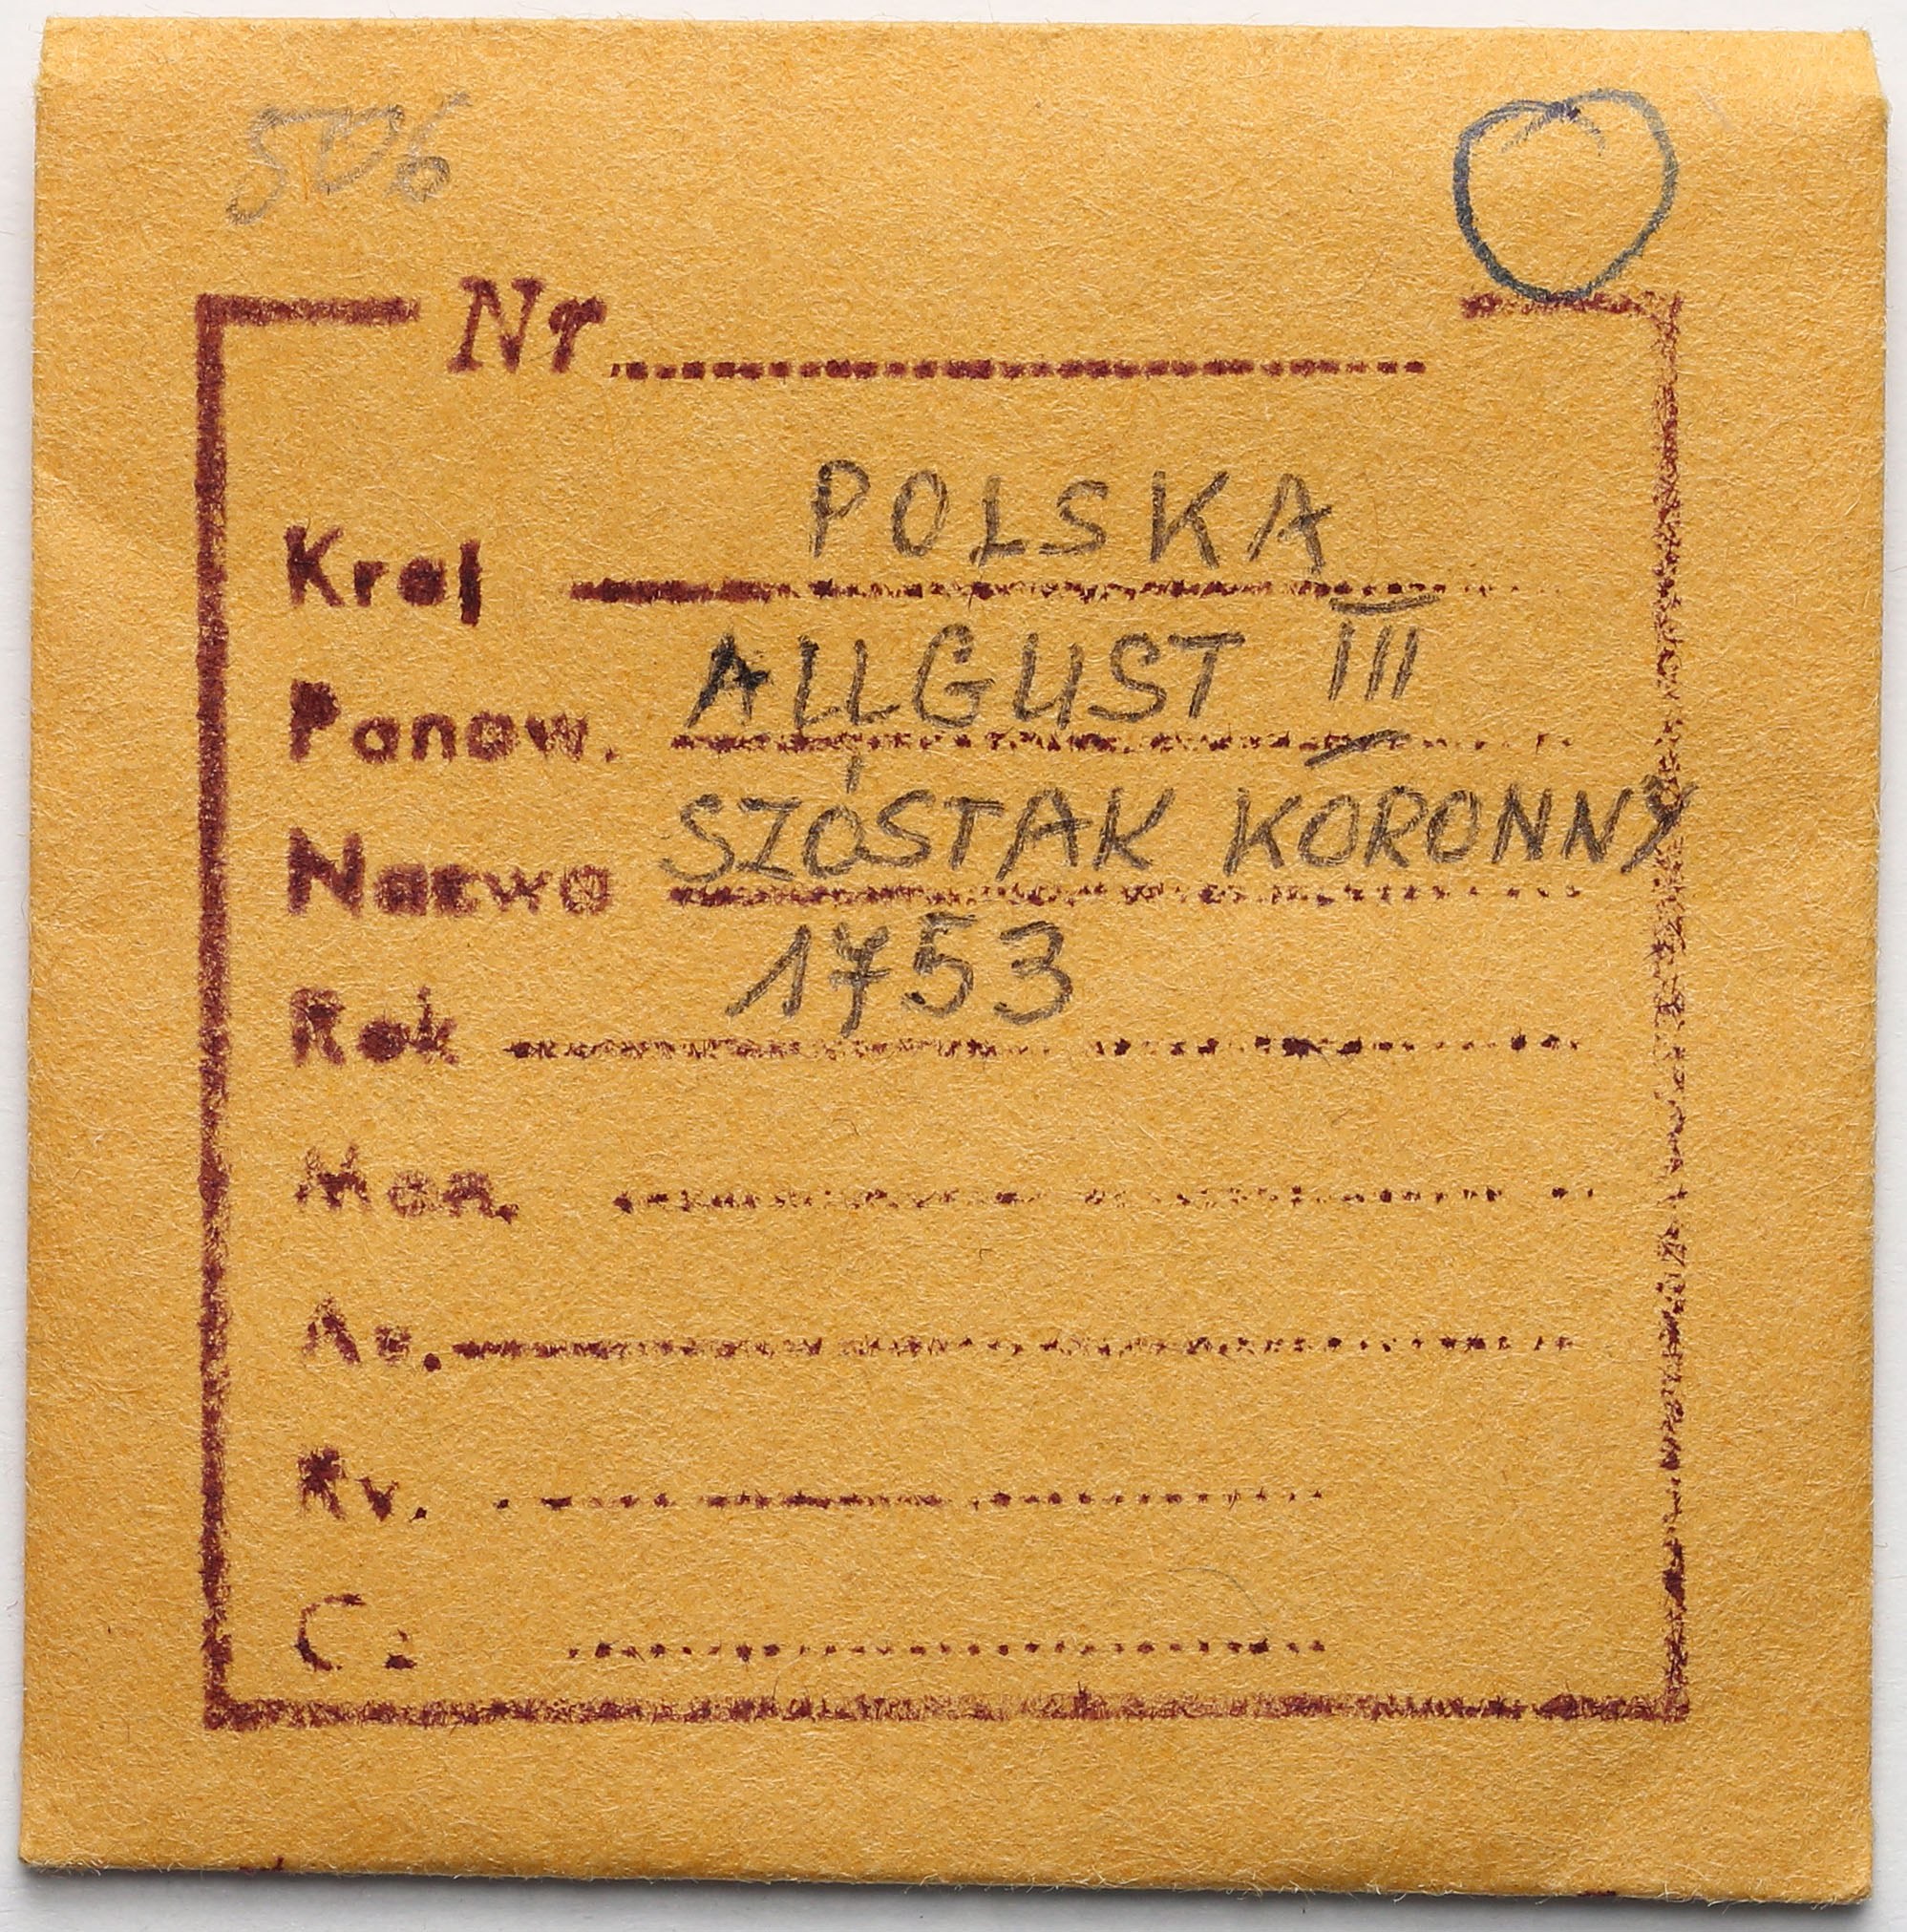 506
Nr
Kraj POLSKA
Panow. AUGUST III
Nazwa SZÓSTAK KORONNY
Rok 1753
Men.
Av.
Rv.
C: